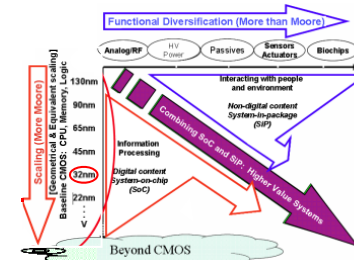 Functional Diversification (More than Moore)
Analog/RF
HV
Power
Passives
Sensors
Actuators
Biochips
Scaling (More Moore)
[Geometrical & Equivalent scaling]
Baseline CMOS: CPU, Memory, Logic
130nm
90nm
65nm
45nm
32nm
22nm
V
Interacting with people
and environment
Non-digital content
System-in-package
(SiP)
Combining SoC and SiP: Higher Value Systems
Information
Processing
Digital content
System-on-chip
(SoC)
Beyond CMOS